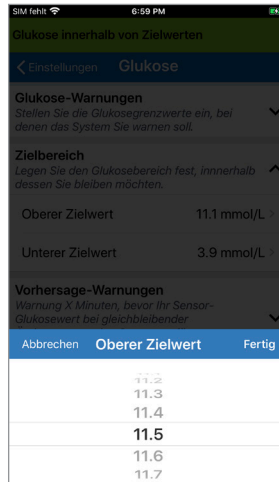 SIM fehlt 6:59 PM
Glukose innerhalb von Zielwerten
Einstellungen Glukose
Glukose-Warnungen
Stellen Sie die Glukosegrenzwerte ein, bei
denen das System Sie warnen soll.
Zielbereich
Legen Sie den Glukosebereich fest, innnerhalb
dessen Sie bleiben möchten.
Oberer Zielwert 11.1 mmol/L
Unterer Zielwert 3.9 mmol/L
Vorhersage-Warnungen
Warnung X Minuten, bevor Ihr Sensor-
Glukosewert bei gleichbleibender
Abbrechen Oberer Zielwert Fertig
11.2
11.3
11.4
11.5
11.6
11.7